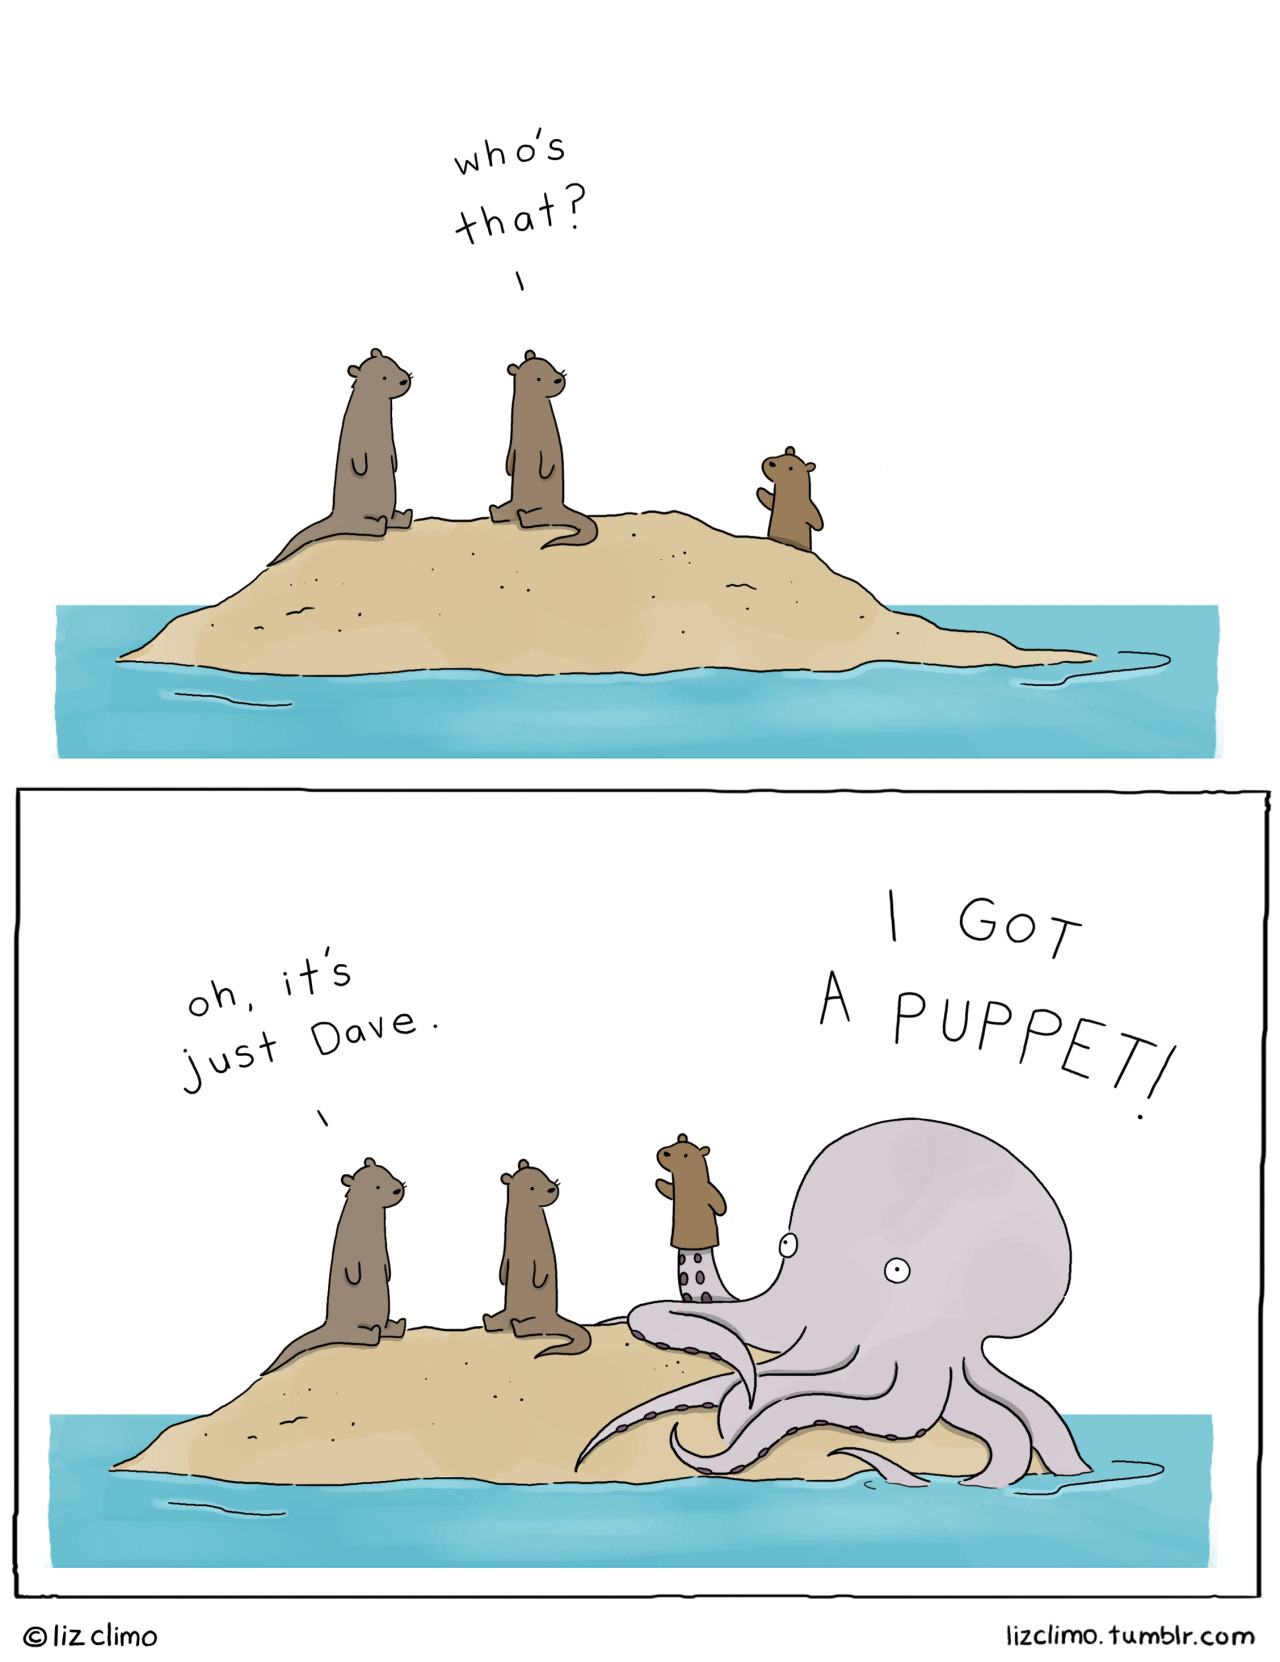 who's
that?
oh, it's
just Dave.
I GOT
A PUPPET!
© liz climo
lizclimo.tumblr.com